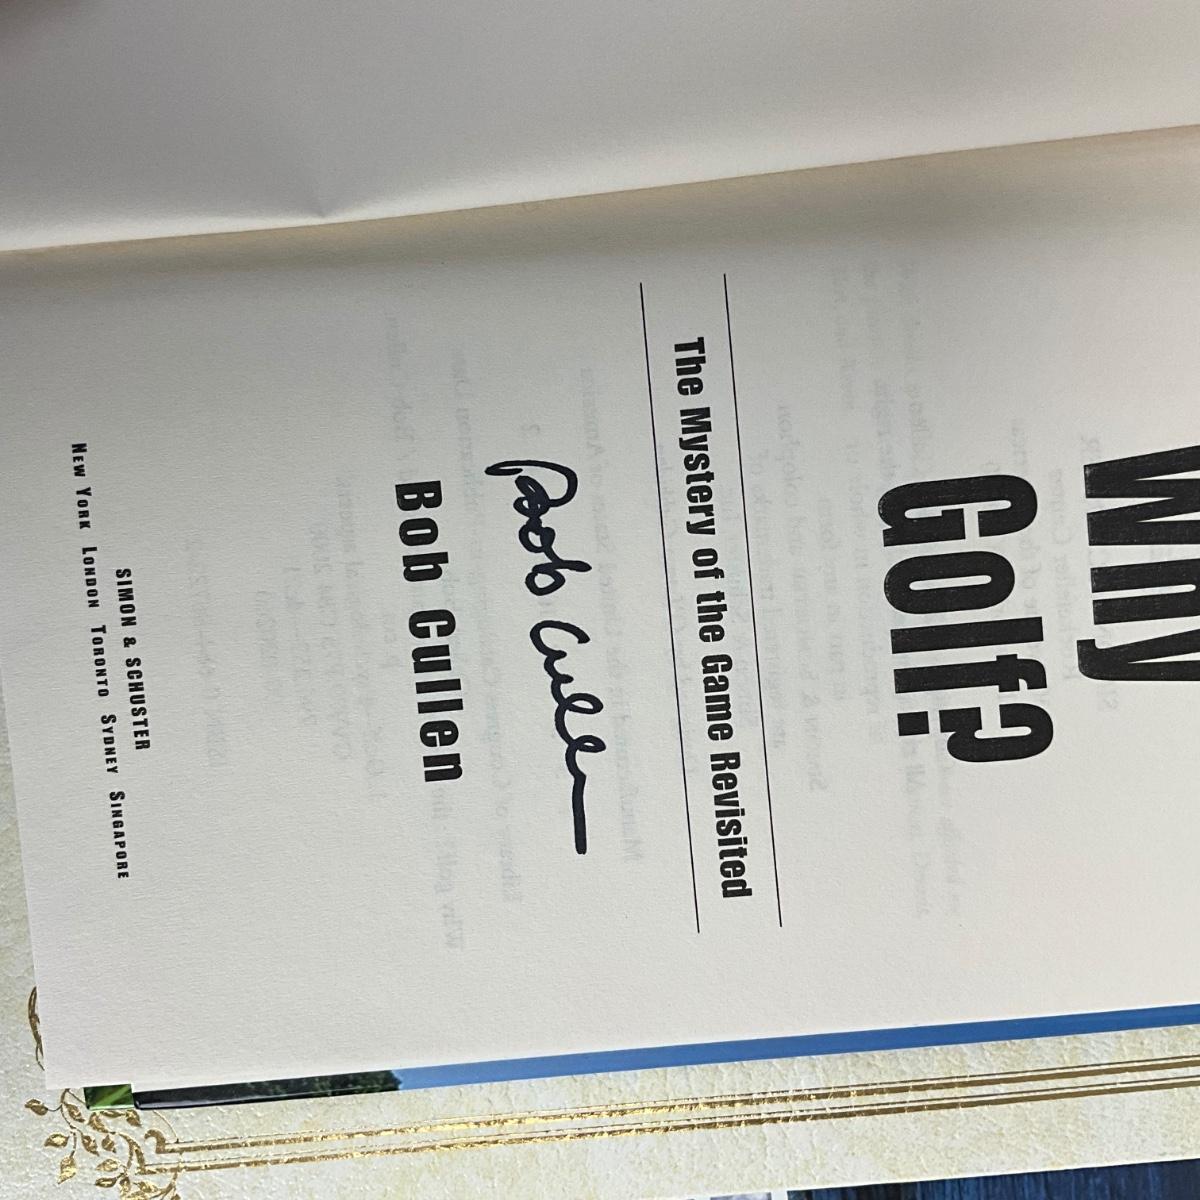 Why
Golf?
The Mystery of the Game Revisited
Bob Cullen
Bob Cullen
SIMON & SCHUSTER
NEW YORK LONDON TORONTO SYDNEY SINGAPORE